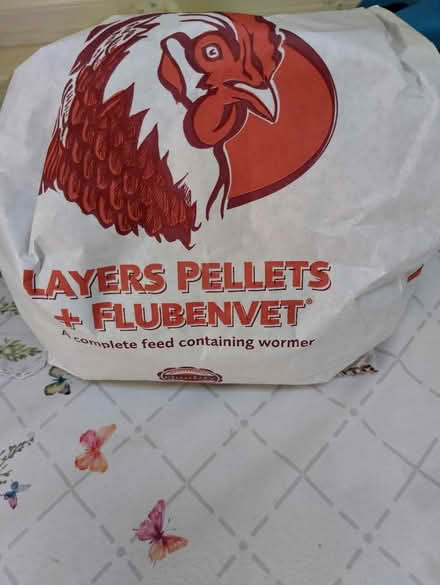 LAYERS PELLETS
+ FLUBENVET®
A complete feed containing wormer